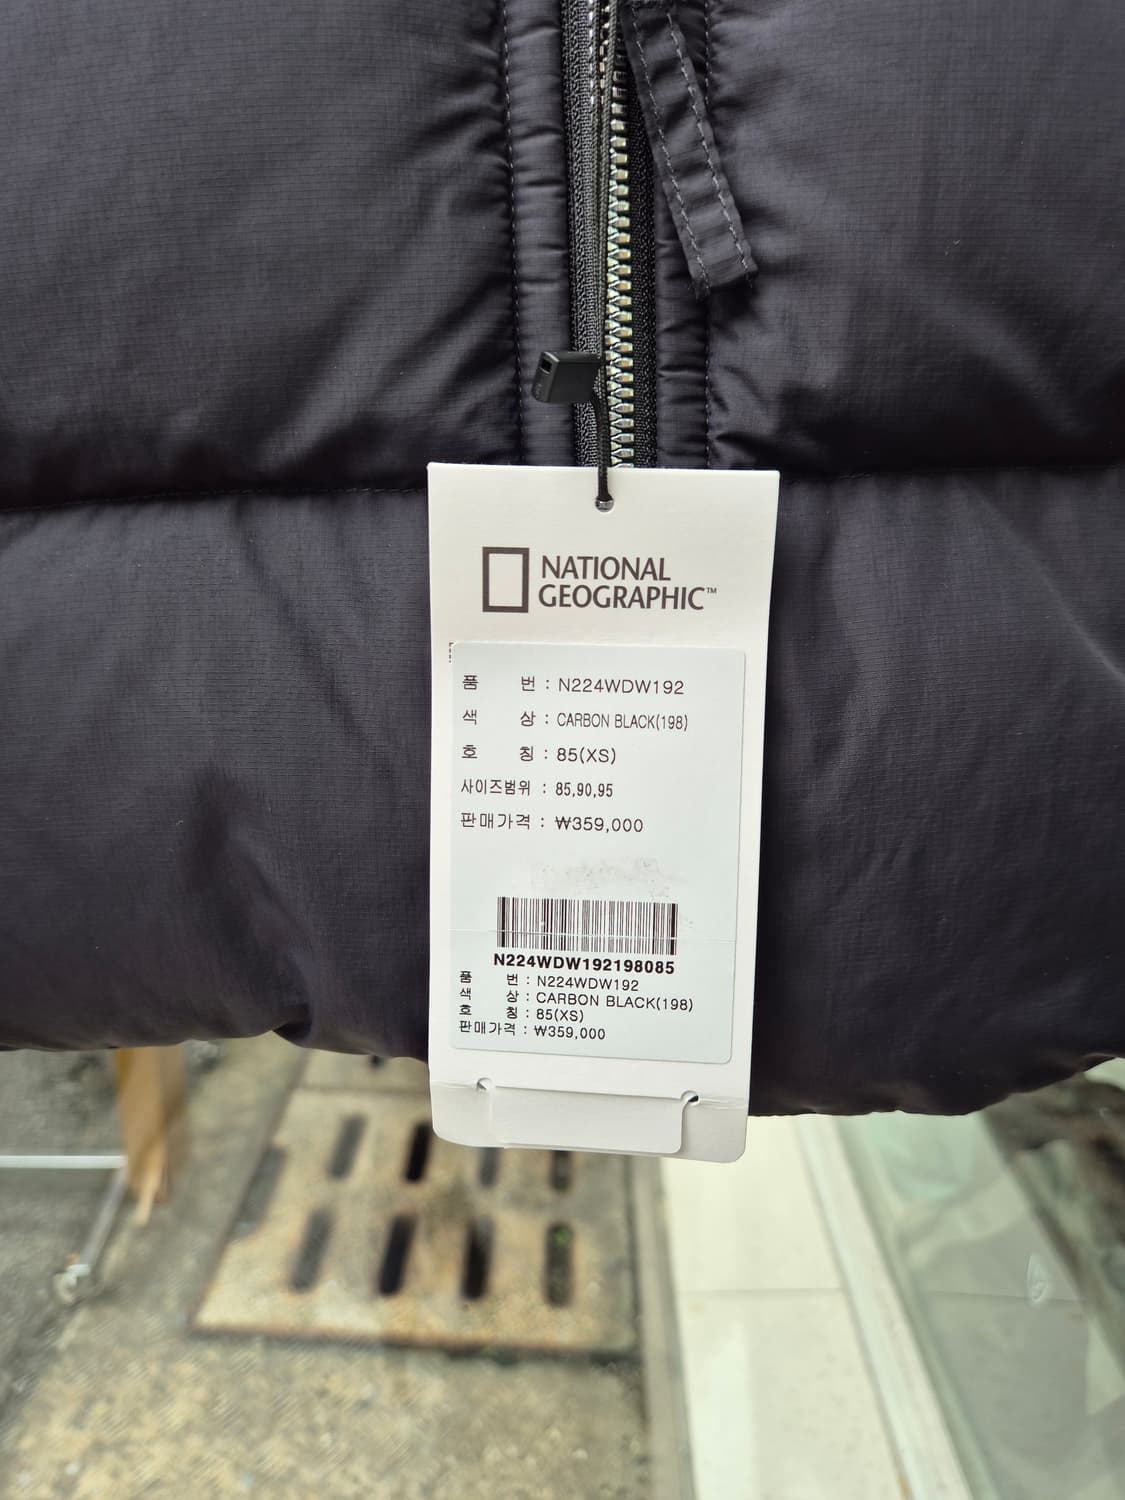 NATIONAL
GEOGRAPHIC™
품 번 : N224WDW192
색 상 : CARBON BLACK(198)
호 칭 : 85(XS)
사이즈범위 : 85,90,95
판매가격 : ₩359,000
N224WDW192198085
품 번 : N224WDW192
색 상 : CARBON BLACK(198)
호 칭 : 85(XS)
판매가격 : ₩359,000